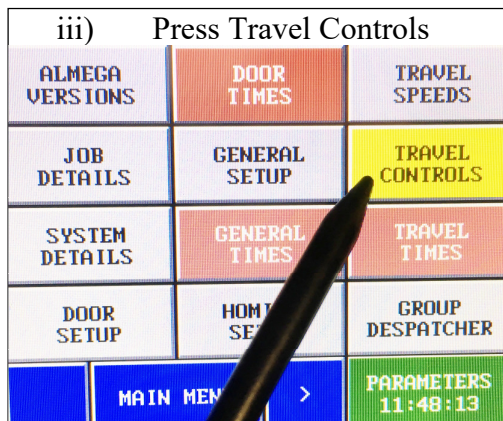 iii) Press Travel Controls
ALMEGA
VERSIONS
DOOR
TIMES
TRAVEL
SPEEDS
JOB
DETAILS
GENERAL
SETUP
TRAVEL
CONTROLS
SYSTEM
DETAILS
GENERAL
TIMES
TRAVEL
TIMES
DOOR
SETUP
GROUP
DESPATCHER
MAIN
>
PARAMETERS
11:48:13